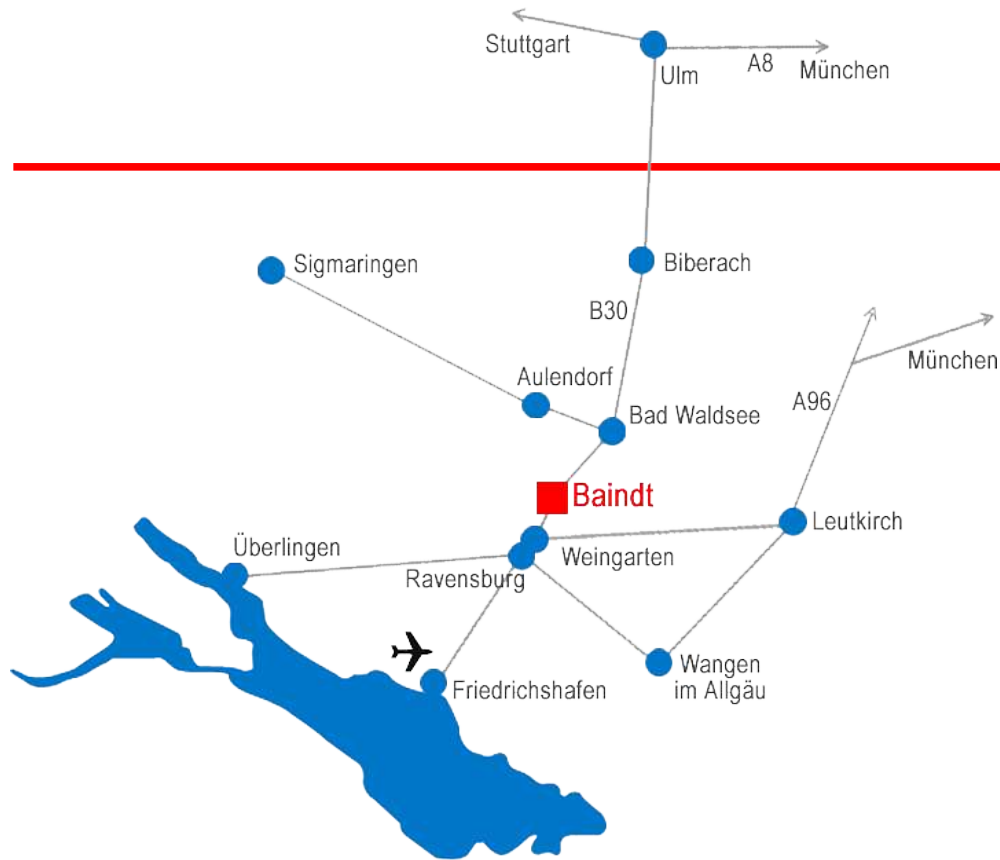 Stuttgart
Ulm
A8
München
Sigmaringen
Biberach
B30
München
Aulendorf
A96
Bad Waldsee
Baindt
Leutkirch
Überlingen
Weingarten
Ravensburg
Wangen
im Allgäu
Friedrichshafen